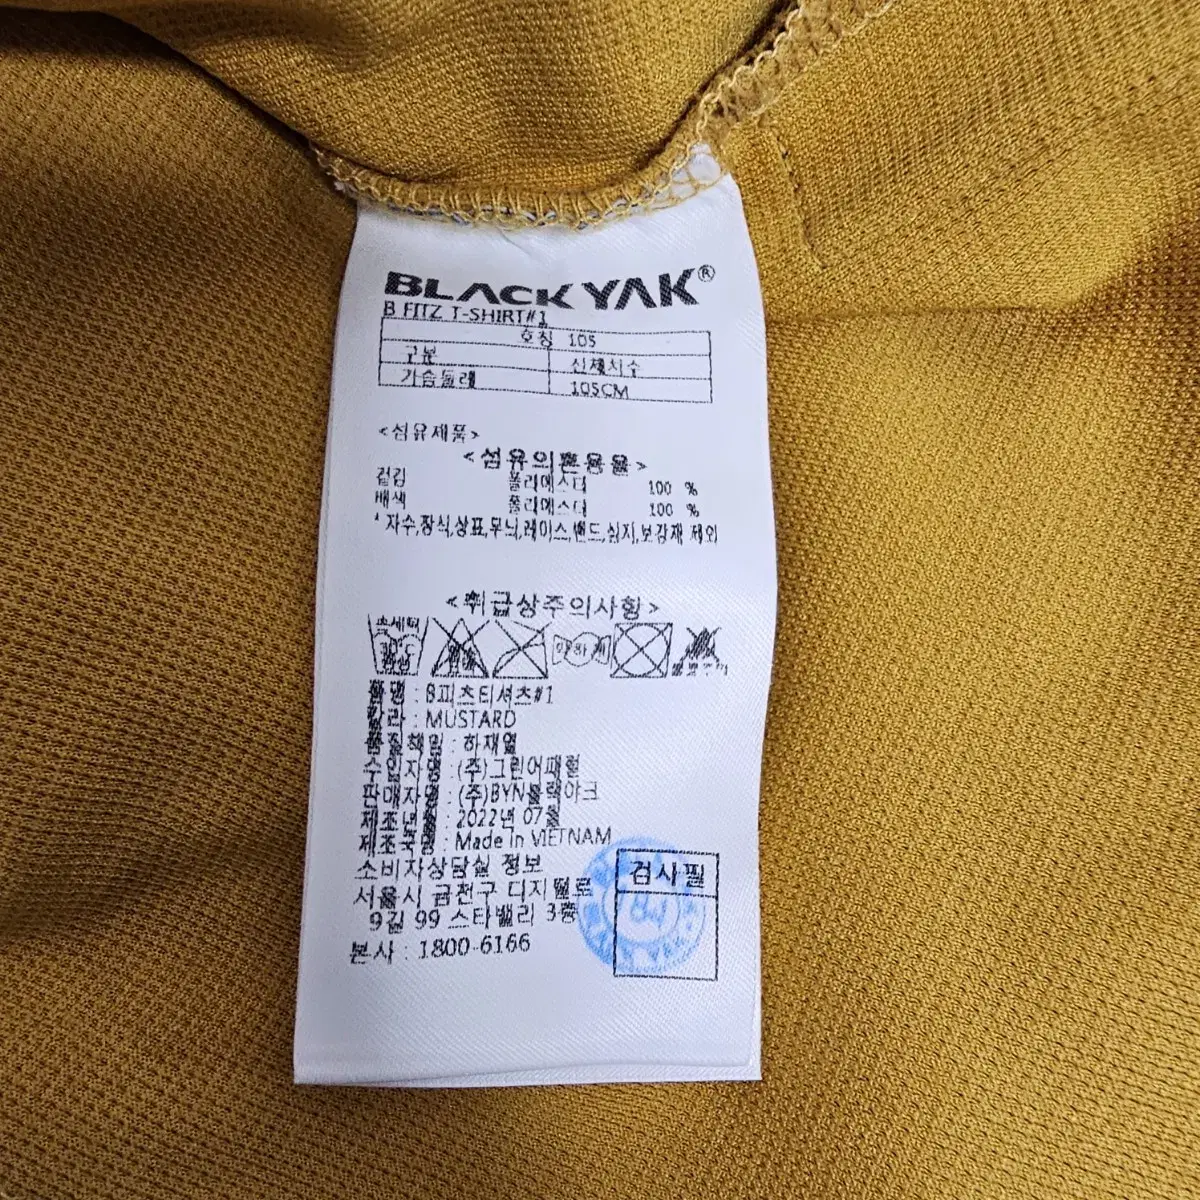 BLACK YAK®
B FITZ T-SHIRT#1
호칭 105
구분 신체치수
가슴둘레 105CM
<섬유제품>
<섬유의혼용율>
겉감 폴리에스터 100 %
배색 폴리에스터 100 %
*자수,장식,상표,무늬,레이스,밴드,심지,보강재 제외
<취급상주의사항>
약하게
품명 : B피츠티셔츠#1
칼라 : MUSTARD
품질책임 : 하재열
수입자명 : (주)그린어패럴
판매자명 : (주)BYN블랙야크
제조년월 : 2022년 07월
제조국명 : Made in VIETNAM
소비자상담실 정보
서울시 금천구 디지털로
9길 99 스타밸리 3층
본사 : 1800-6166
검사필